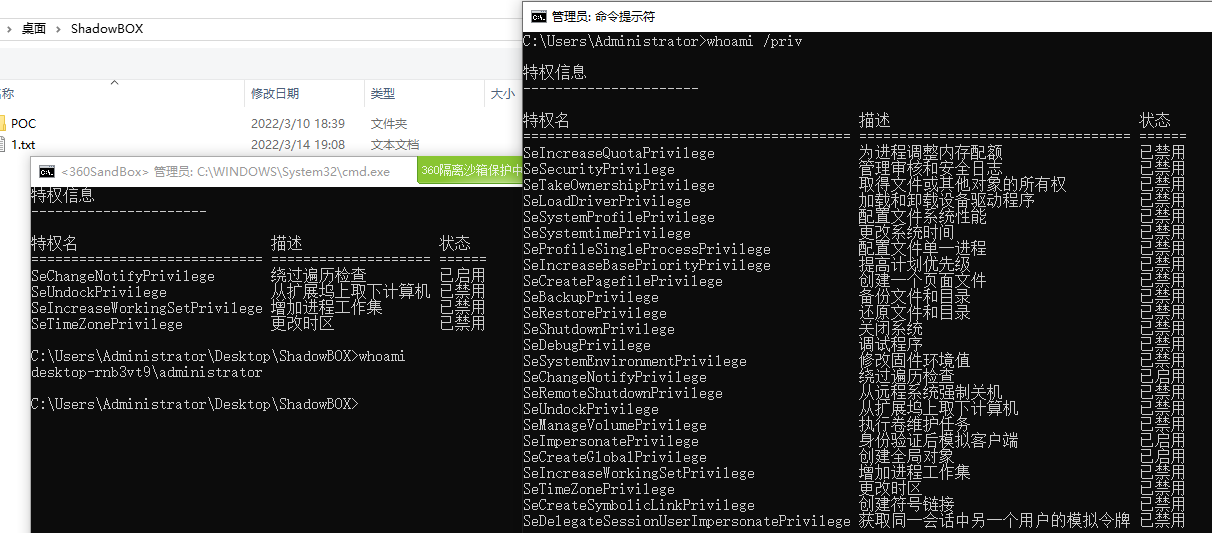 桌面 > ShadowBOX
称 修改日期 类型 大小
POC 2022/3/10 18:39 文件夹
1.txt 2022/3/14 19:08 文本文档
<360SandBox> 管理员: C:\WINDOWS\System32\cmd.exe
360隔离沙箱保护中
特权信息
----------------------
特权名 描述 状态
============================= ==================== ======
SeChangeNotifyPrivilege 绕过遍历检查 已启用
SeUndockPrivilege 从扩展坞上取下计算机 已禁用
SeIncreaseWorkingSetPrivilege 增加进程工作集 已禁用
SeTimeZonePrivilege 更改时区 已禁用
C:\Users\Administrator\Desktop\ShadowBOX>whoami
desktop-rnb3vt9\administrator
C:\Users\Administrator\Desktop\ShadowBOX>
管理员: 命令提示符
C:\Users\Administrator>whoami /priv
特权信息
----------------------
特权名 描述 状态
========================================= ================================== ======
SeIncreaseQuotaPrivilege 为进程调整内存配额 已禁用
SeSecurityPrivilege 管理审核和安全日志 已禁用
SeTakeOwnershipPrivilege 取得文件或其他对象的所有权 已禁用
SeLoadDriverPrivilege 加载和卸载设备驱动程序 已禁用
SeSystemProfilePrivilege 配置文件系统性能 已禁用
SeSystemtimePrivilege 更改系统时间 已禁用
SeProfileSingleProcessPrivilege 配置文件单一进程 已禁用
SeIncreaseBasePriorityPrivilege 提高计划优先级 已禁用
SeCreatePagefilePrivilege 创建一个页面文件 已禁用
SeBackupPrivilege 备份文件和目录 已禁用
SeRestorePrivilege 还原文件和目录 已禁用
SeShutdownPrivilege 关闭系统 已禁用
SeDebugPrivilege 调试程序 已禁用
SeSystemEnvironmentPrivilege 修改固件环境值 已禁用
SeChangeNotifyPrivilege 绕过遍历检查 已启用
SeRemoteShutdownPrivilege 从远程系统强制关机 已禁用
SeUndockPrivilege 从扩展坞上取下计算机 已禁用
SeManageVolumePrivilege 执行卷维护任务 已禁用
SeImpersonatePrivilege 身份验证后模拟客户端 已启用
SeCreateGlobalPrivilege 创建全局对象 已启用
SeIncreaseWorkingSetPrivilege 增加进程工作集 已禁用
SeTimeZonePrivilege 更改时区 已禁用
SeCreateSymbolicLinkPrivilege 创建符号链接 已禁用
SeDelegateSessionUserImpersonatePrivilege 获取同一会话中另一个用户的模拟令牌 已禁用